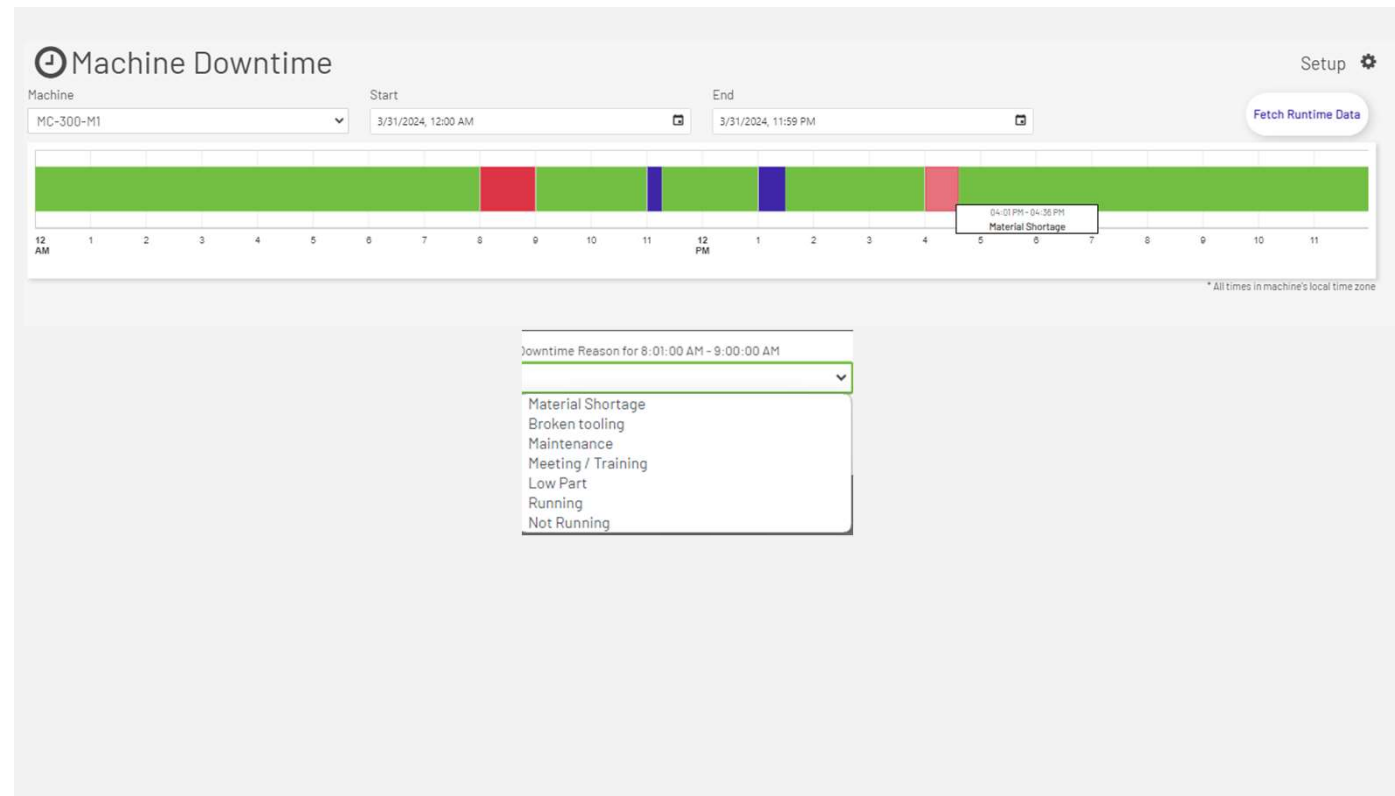 Machine Downtime
Setup
Machine
Start
End
MC-300-M1
3/31/2024, 12:00 AM
3/31/2024, 11:59 PM
Fetch Runtime Data
04:01 PM - 04:36 PM
Material Shortage
12 1 2 3 4 5 6 7 8 9 10 11 12 1 2 3 4 5 6 7 8 9 10 11
AM PM
* All times in machine's local time zone
Downtime Reason for 8:01:00 AM - 9:00:00 AM
Material Shortage
Broken tooling
Maintenance
Meeting / Training
Low Part
Running
Not Running